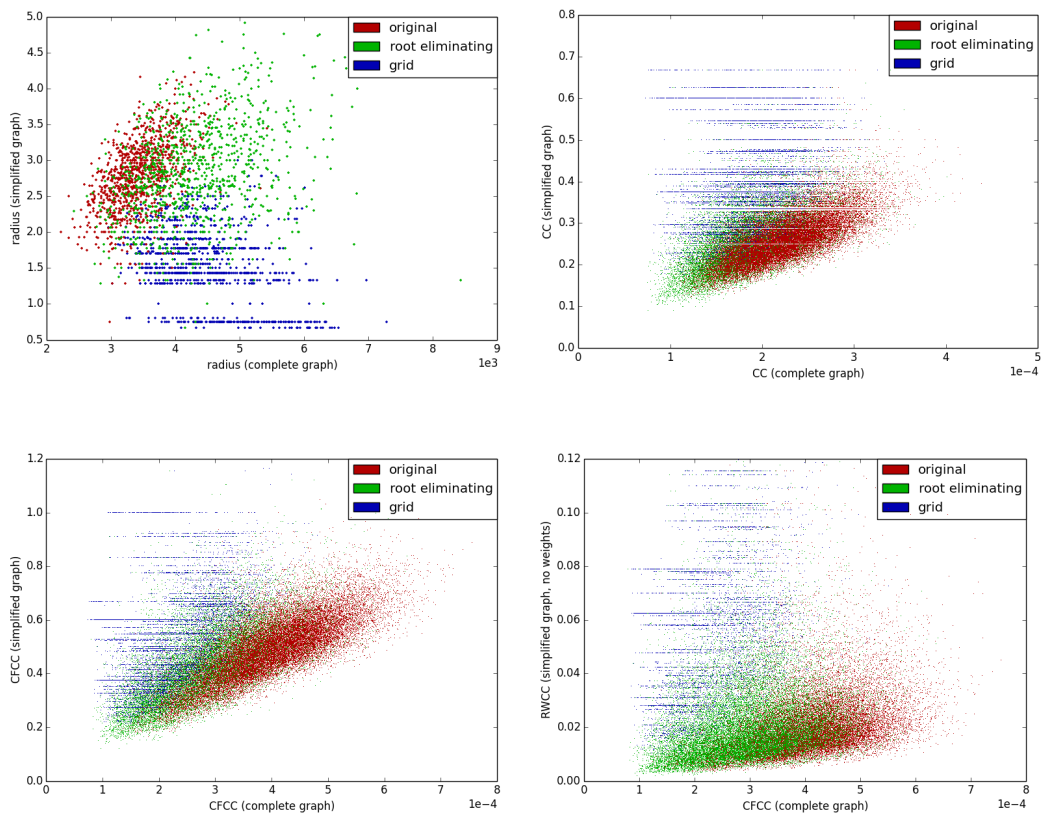 5.0
4.5
4.0
3.5
3.0
2.5
2.0
1.5
1.0
0.5
radius (simplified graph)
original
root eliminating
grid
2 3 4 5 6 7 8 9
1e3
radius (complete graph)
0.8
0.7
0.6
0.5
0.4
0.3
0.2
0.1
0.0
CC (simplified graph)
original
root eliminating
grid
0 1 2 3 4 5
1e−4
CC (complete graph)
1.2
1.0
0.8
0.6
0.4
0.2
0.0
CFCC (simplified graph)
original
root eliminating
grid
0 1 2 3 4 5 6 7 8
1e−4
CFCC (complete graph)
0.12
0.10
0.08
0.06
0.04
0.02
0.00
RWCC (simplified graph, no weights)
original
root eliminating
grid
0 1 2 3 4 5 6 7 8
1e−4
CFCC (complete graph)